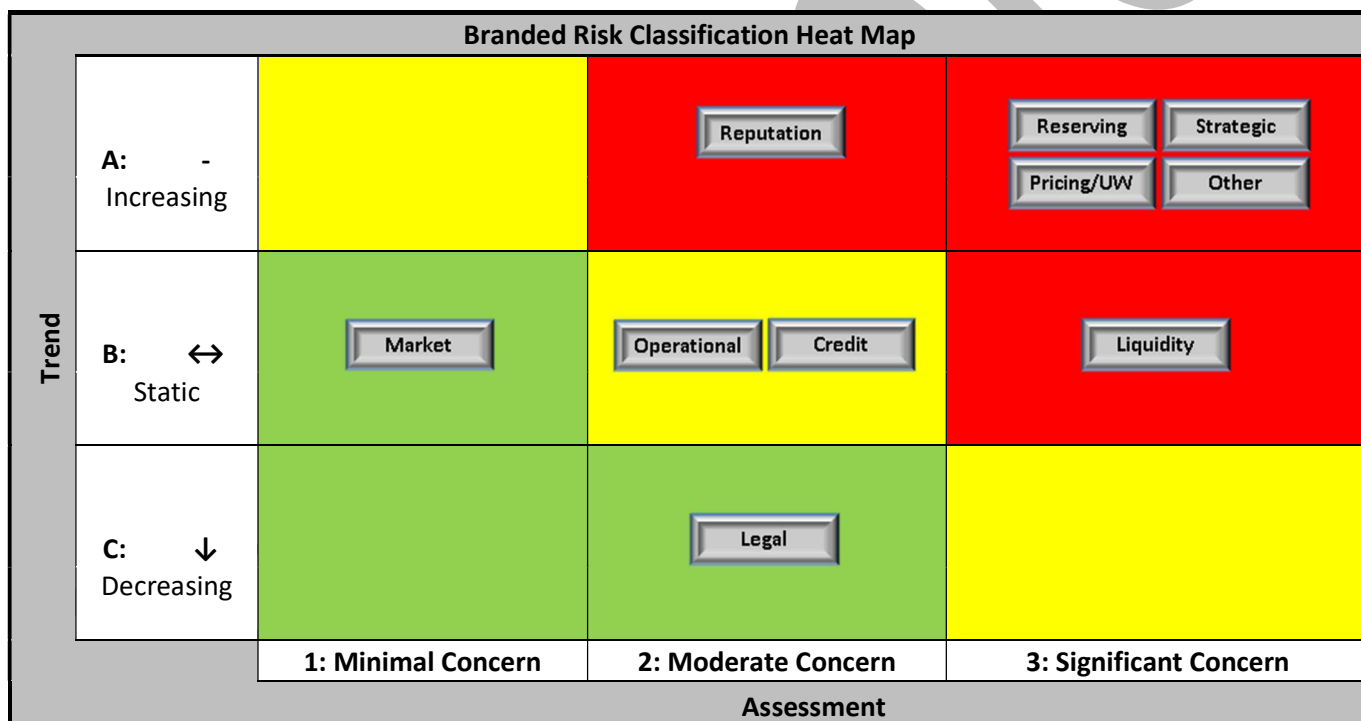 Branded Risk Classification Heat Map
Trend
A: -
Increasing
Reputation
Reserving Strategic
Pricing/UW Other
B: ↔
Static
Market
Operational Credit
Liquidity
C: ↓
Decreasing
Legal
1: Minimal Concern 2: Moderate Concern 3: Significant Concern
Assessment